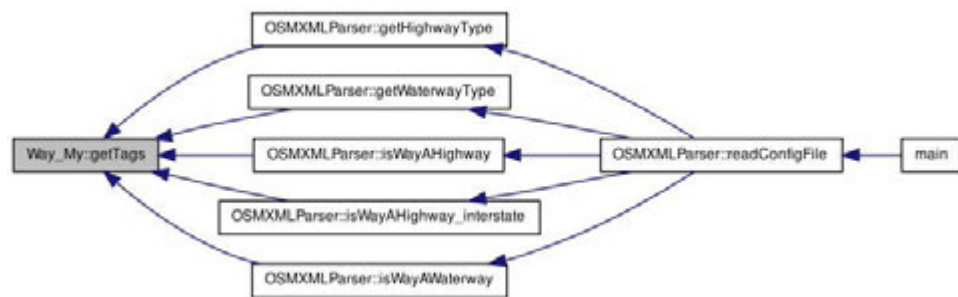 OSMXMLParser::getHighwayType
OSMXMLParser::getWaterwayType
Way_My::getTags
OSMXMLParser::isWayAHighway
OSMXMLParser::readConfigFile
main
OSMXMLParser::isWayAHighway_interstate
OSMXMLParser::isWayAWaterway